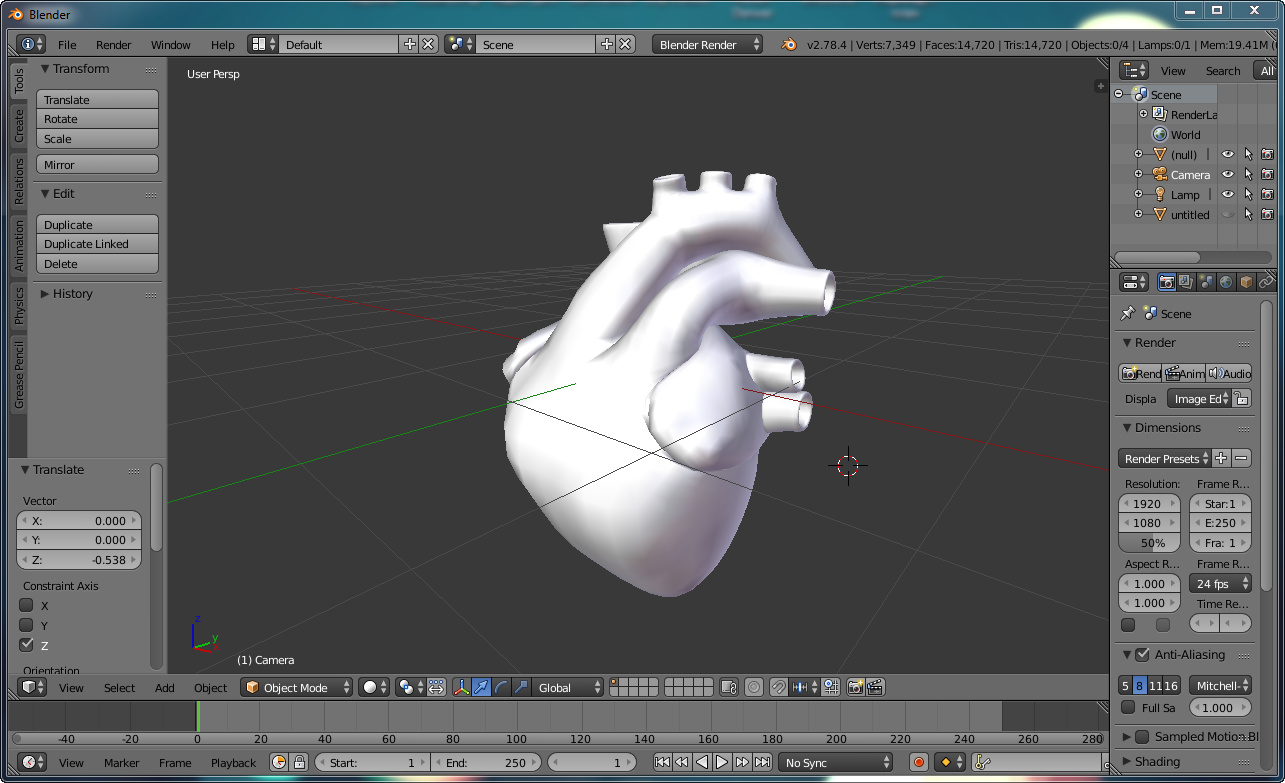 Blender
File Render Window Help Default Scene Blender Render v2.78.4 | Verts:7,349 | Faces:14,720 | Tris:14,720 | Objects:0/4 | Lamps:0/1 | Mem:19.41M
Tools
Create
Relations
Animation
Physics
Grease Pencil
Transform
Translate
Rotate
Scale
Mirror
Edit
Duplicate
Duplicate Linked
Delete
History
Translate
Vector
X: 0.000
Y: 0.000
Z: -0.538
Constraint Axis
X
Y
Z
Orientation
User Persp
z
y
x
(1) Camera
View Select Add Object Object Mode Global
-40 -20 0 20 40 60 80 100 120 140 160 180 200 220 240 260 280
View Marker Frame Playback Start: 1 End: 250 1 No Sync
View Search All
Scene
RenderLa
World
(null)
Camera
Lamp
untitled
Scene
Render
Rend Anim Audio
Displa Image Ed
Dimensions
Render Presets
Resolution: Frame R...
1920 Star:1
1080 E:250
50% Fra: 1
Aspect R... Frame R...
1.000 24 fps
1.000 Time Re...
Anti-Aliasing
5 8 11 16 Mitchell-
Full Sa 1.000
Sampled Motion Bl
Shading